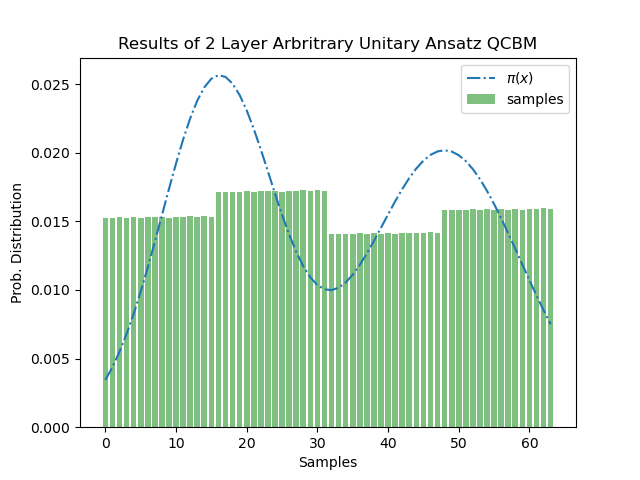 Results of 2 Layer Arbritrary Unitary Ansatz QCBM
π(x)
samples
0.025
0.020
0.015
0.010
0.005
0.000
Prob. Distribution
0 10 20 30 40 50 60
Samples